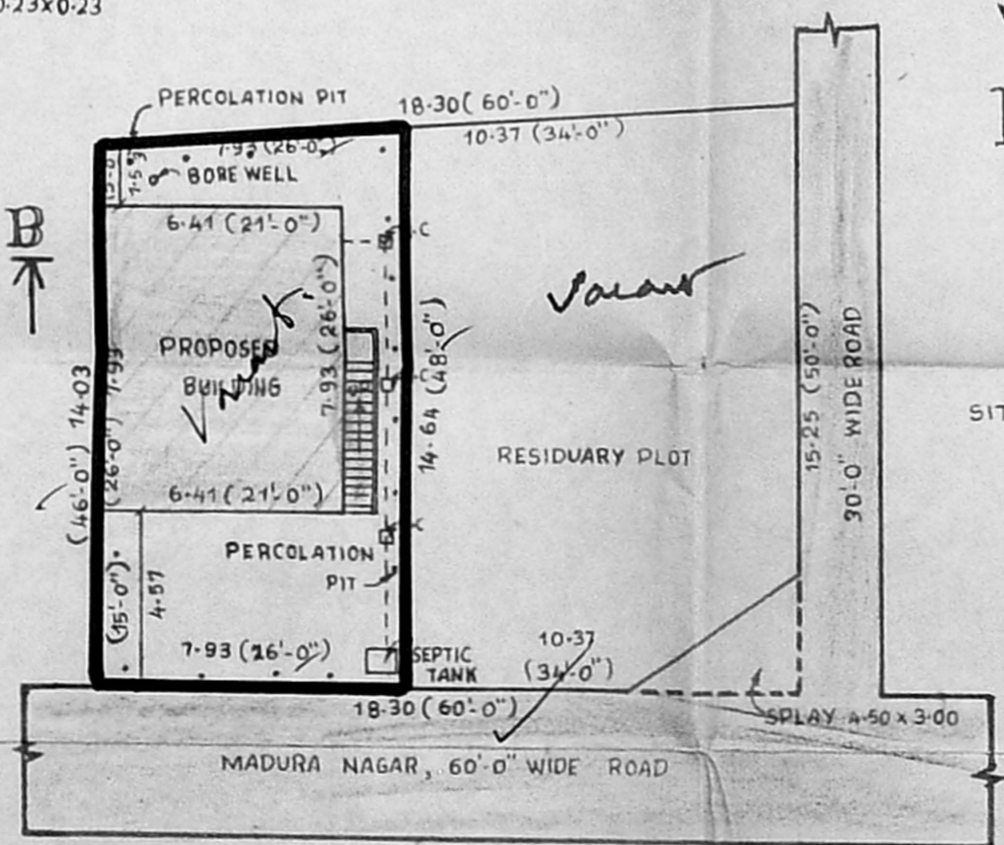 0.23x0.23
PERCOLATION PIT
18.30 (60'-0")
10.37 (34'-0")
7.93 (26'-0")
BORE WELL
B
6.41 (21'-0")
C
Vacant
PROPOSED
BUILDING
7.93 (26'-0")
(26'-0") 7.93
(46'-0") 14.03
14.64 (48'-0")
C
15.25 (50'-0")
30'-0" WIDE ROAD
SIT
RESIDUARY PLOT
6.41 (21'-0")
C
PERCOLATION
PIT
(15'-0")
4.57
7.93 (26'-0")
SEPTIC
TANK
10.37
(34'-0")
18.30 (60'-0")
SPLAY 4.50 x 3.00
MADURA NAGAR, 60'-0" WIDE ROAD